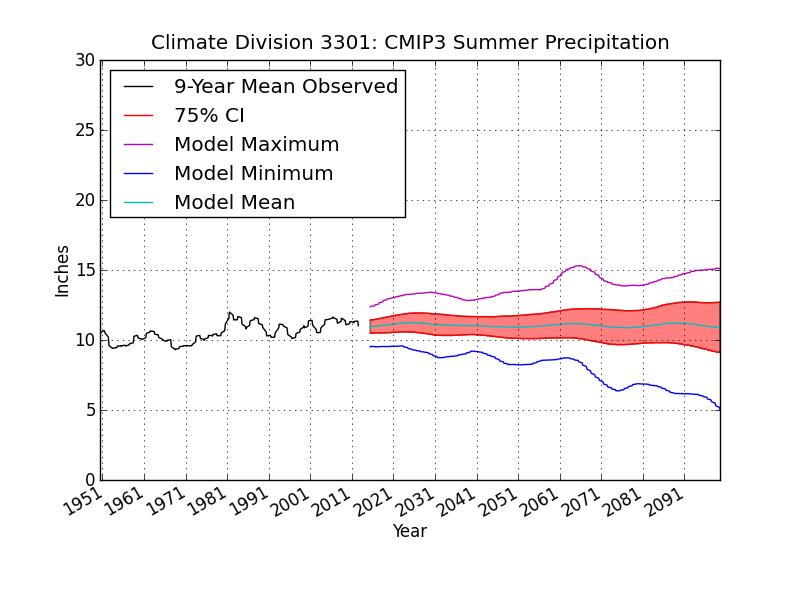 Climate Division 3301: CMIP3 Summer Precipitation
30
25
20
15
10
5
0
Inches
9-Year Mean Observed
75% CI
Model Maximum
Model Minimum
Model Mean
1951 1961 1971 1981 1991 2001 2011 2021 2031 2041 2051 2061 2071 2081 2091
Year